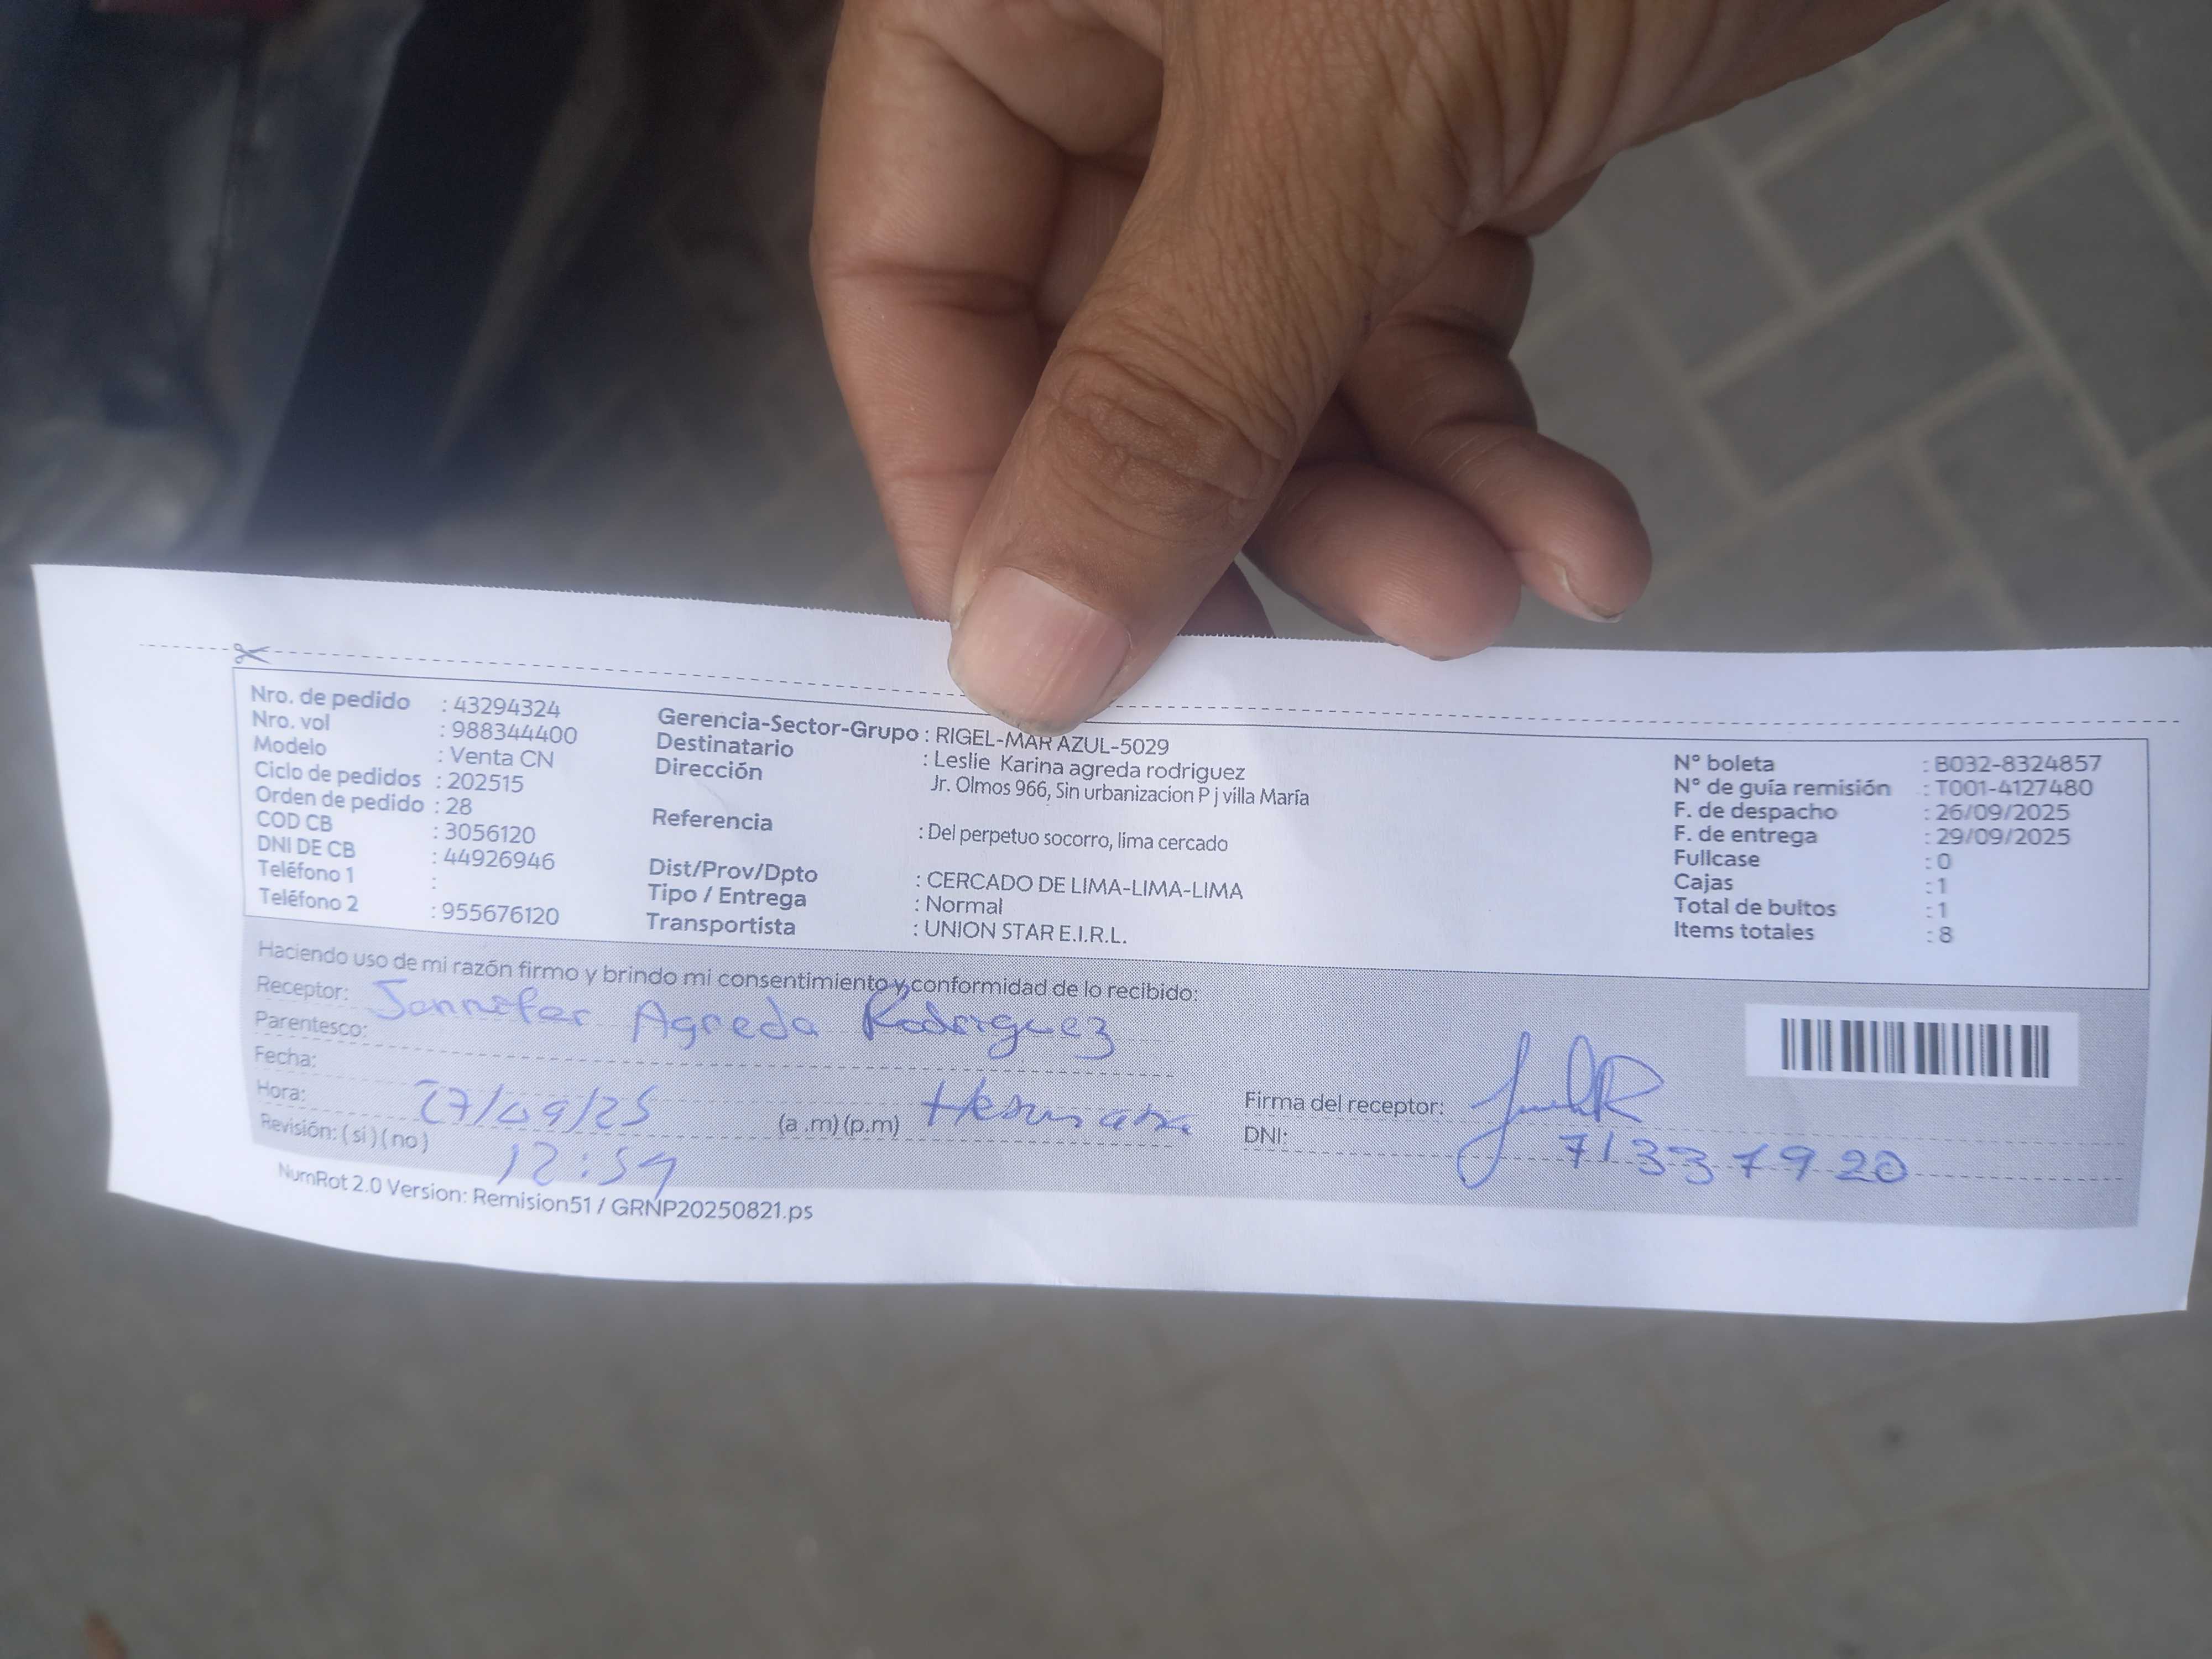 Nro. de pedido : 43294324
Nro. vol : 988344400
Modelo : Venta CN
Ciclo de pedidos : 202515
Orden de pedido : 28
COD CB : 3056120
DNI DE CB : 44926946
Teléfono 1 :
Teléfono 2 : 955676120
Gerencia-Sector-Grupo : RIGEL-MAR AZUL-5029
Destinatario : Leslie Karina agreda rodriguez
Dirección Jr. Olmos 966, Sin urbanizacion P j villa María
Referencia : Del perpetuo socorro, lima cercado
Dist/Prov/Dpto : CERCADO DE LIMA-LIMA-LIMA
Tipo / Entrega : Normal
Transportista : UNION STAR E.I.R.L.
N° boleta : B032-8324857
N° de guía remisión : T001-4127480
F. de despacho : 26/09/2025
F. de entrega : 29/09/2025
Fullcase : 0
Cajas : 1
Total de bultos : 1
Items totales : 8
Haciendo uso de mi razón firmo y brindo mi consentimiento y conformidad de lo recibido:
Receptor: Jannefer Agreda Rodriguez
Parentesco:
Fecha: 27/09/25
Hora: (a .m) (p.m) Hermana
Revisión: ( si ) ( no ) 12:59
Firma del receptor:
DNI: 71337920
NumRot 2.0 Version: Remision51 / GRNP20250821.ps